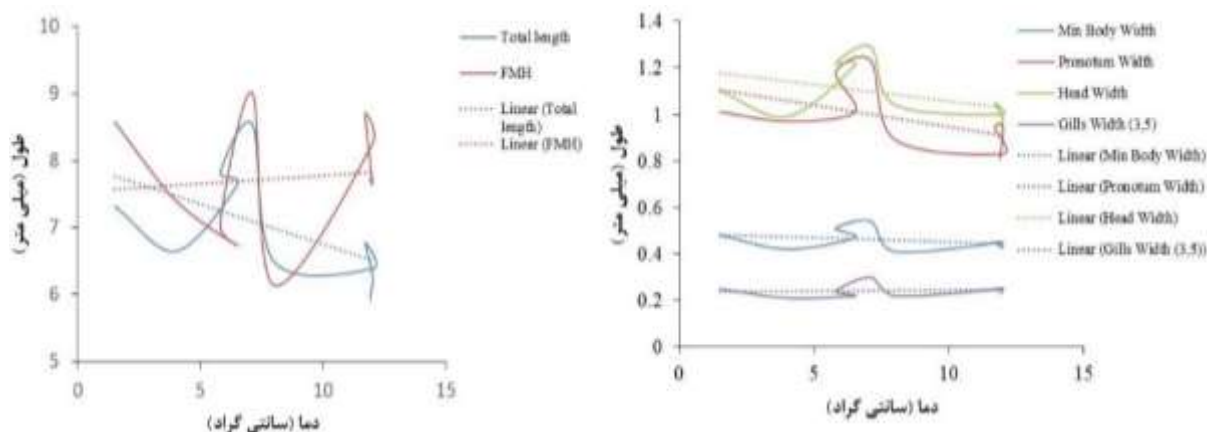 10
9
8
7
6
5
0
5
10
15
طول (میلی متر)
دما (سانتی گراد)
Total length
FMH
Linear (Total
length)
Linear (FMH)
1.4
1.2
1
0.8
0.6
0.4
0.2
0
0
5
10
15
طول (میلی متر)
دما (سانتی گراد)
Min Body Width
Pronotum Width
Head Width
Gills Width (3,5)
Linear (Min Body Width)
Linear (Pronotum Width)
Linear (Head Width)
Linear (Gills Width (3,5))